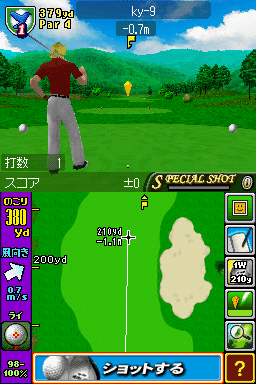 379yd
Par 4
1
ky-9
-0.7m
打数 1
スコア ±0
SPECIAL SHOT 0
のこり
380
yd
風向き
0.7
m/s
ライ
98-
100%
200yd
210yd
-1.1m
1W
210y
ショットする
?